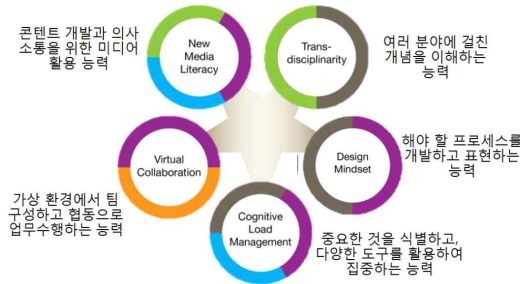 콘텐트 개발과 의사
소통을 위한 미디어
활용 능력
New
Media
Literacy
Trans-
disciplinarity
여러 분야에 걸친
개념을 이해하는
능력
Virtual
Collaboration
가상 환경에서 팀
구성하고 협동으로
업무수행하는 능력
Design
Mindset
해야 할 프로세스를
개발하고 표현하는
능력
Cognitive
Load
Management
중요한 것을 식별하고,
다양한 도구를 활용하여
집중하는 능력